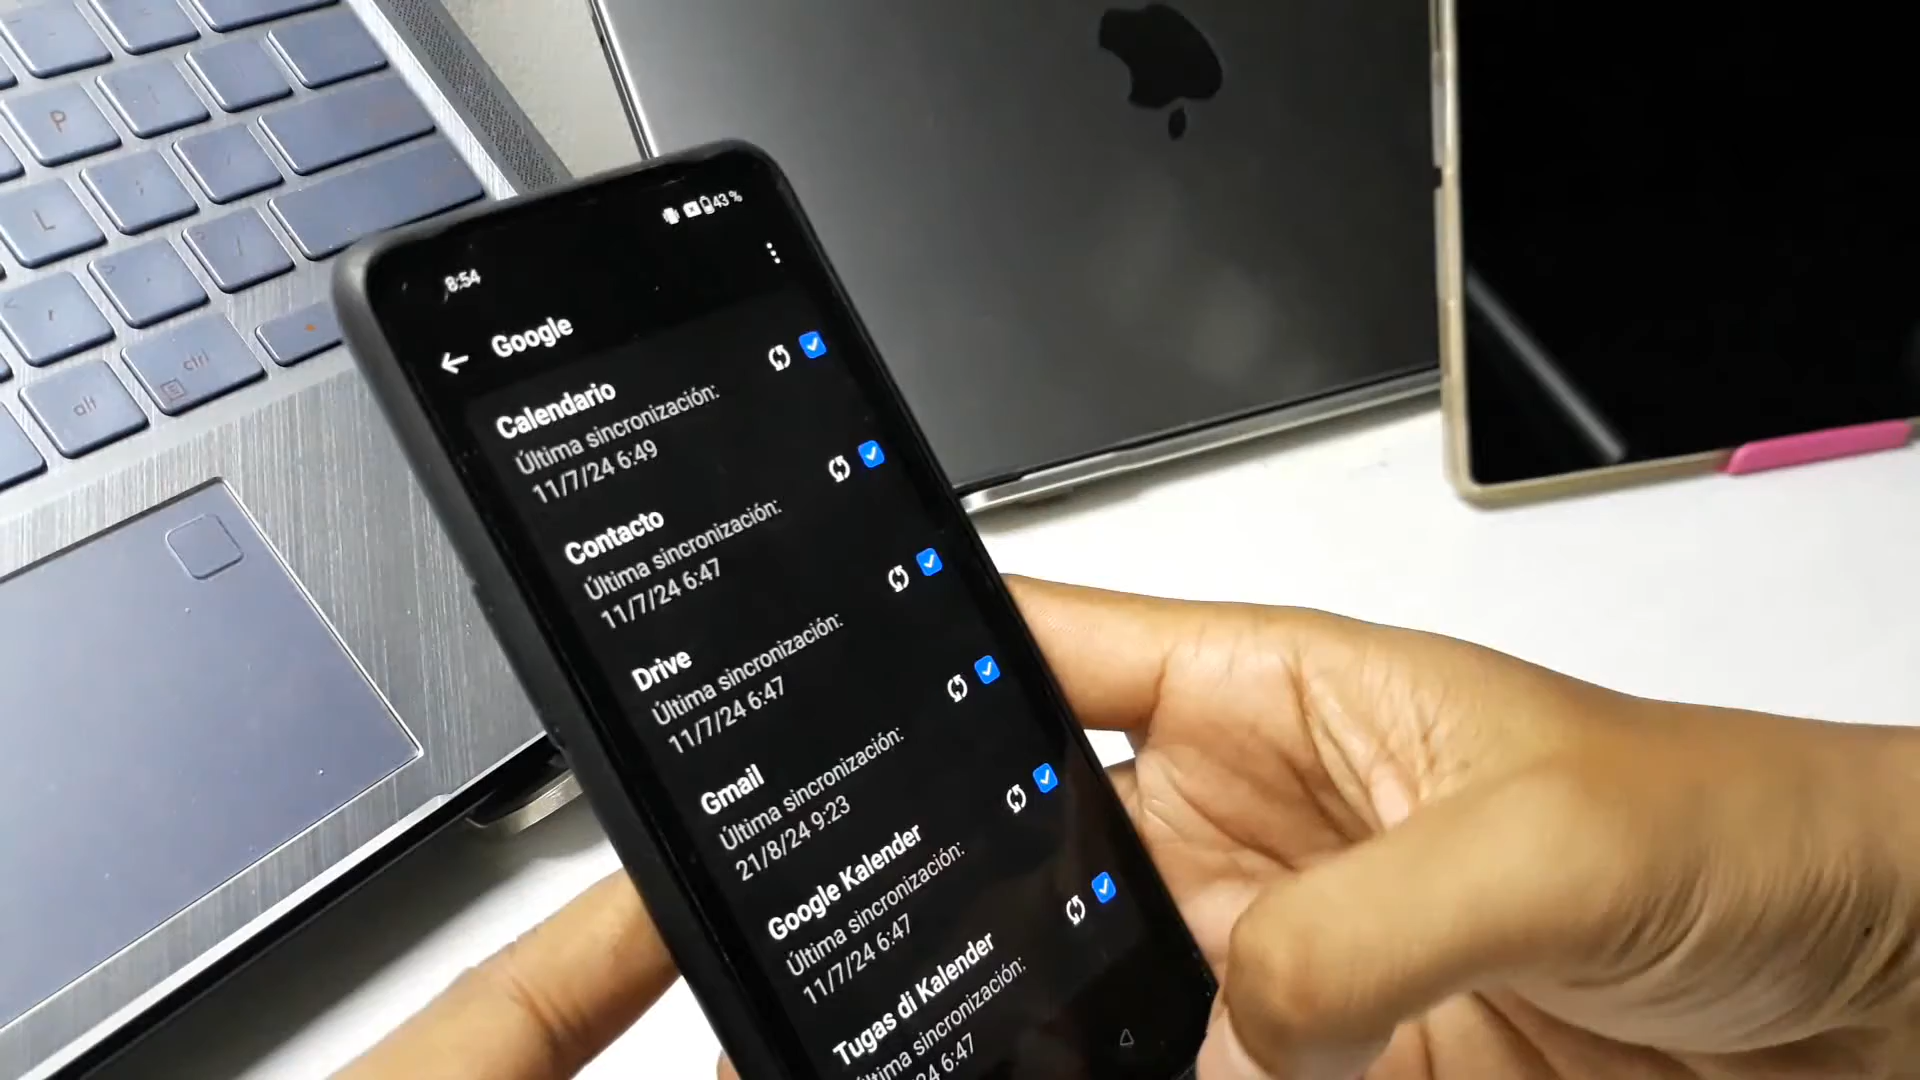 P
L
alt
ctrl
8:54
43 %
Google
Calendario
Última sincronización:
11/7/24 6:49
Contacto
Última sincronización:
11/7/24 6:47
Drive
Última sincronización:
11/7/24 6:47
Gmail
Última sincronización:
21/8/24 9:23
Google Kalender
Última sincronización:
11/7/24 6:47
Tugas di Kalender
sincronización:
6:47